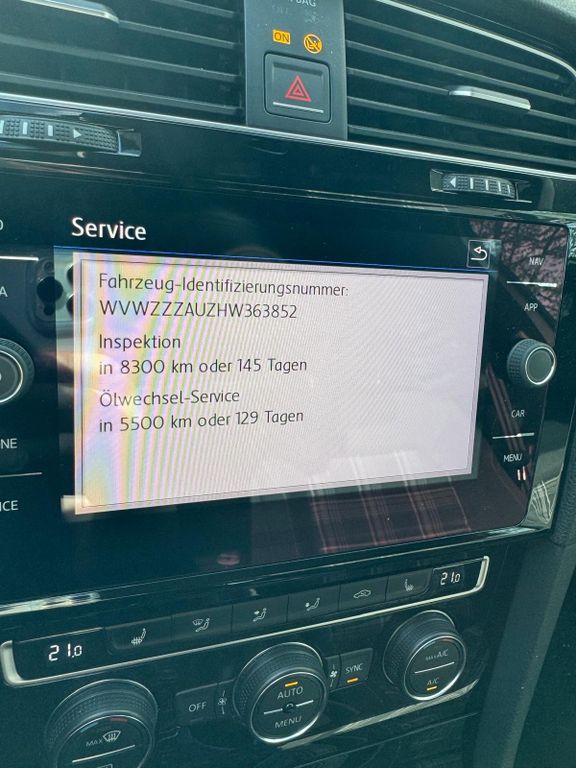 ON
Service
NAV
Fahrzeug-Identifizierungsnummer:
WVWZZZAUZHW363852
APP
Inspektion
in 8300 km oder 145 Tagen
Ölwechsel-Service
in 5500 km oder 129 Tagen
CAR
MENU
21.0
21.0
OFF
AUTO
MENU
SYNC
MAX A/C
A/C
MAX